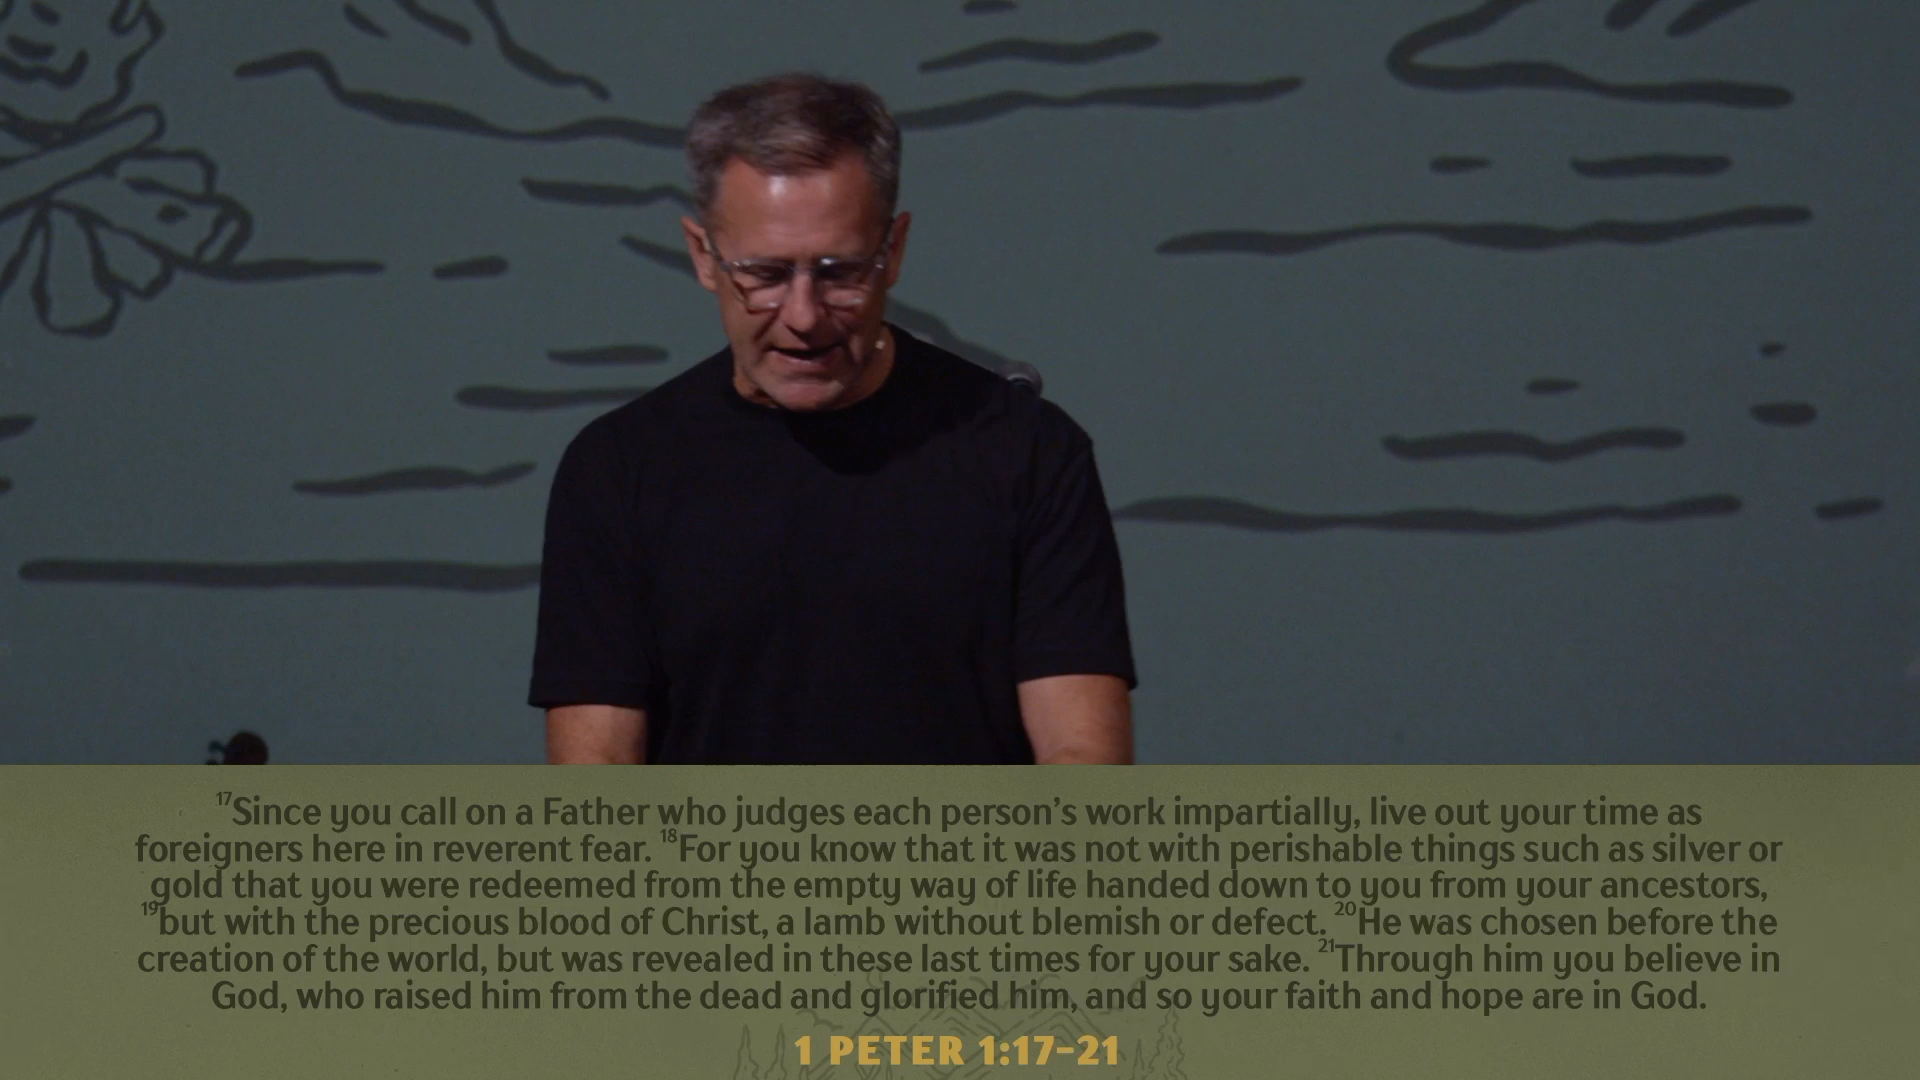 ¹⁷Since you call on a Father who judges each person’s work impartially, live out your time as
foreigners here in reverent fear. ¹⁸For you know that it was not with perishable things such as silver or
gold that you were redeemed from the empty way of life handed down to you from your ancestors,
¹⁹but with the precious blood of Christ, a lamb without blemish or defect. ²⁰He was chosen before the
creation of the world, but was revealed in these last times for your sake. ²¹Through him you believe in
God, who raised him from the dead and glorified him, and so your faith and hope are in God.
1 PETER 1:17-21